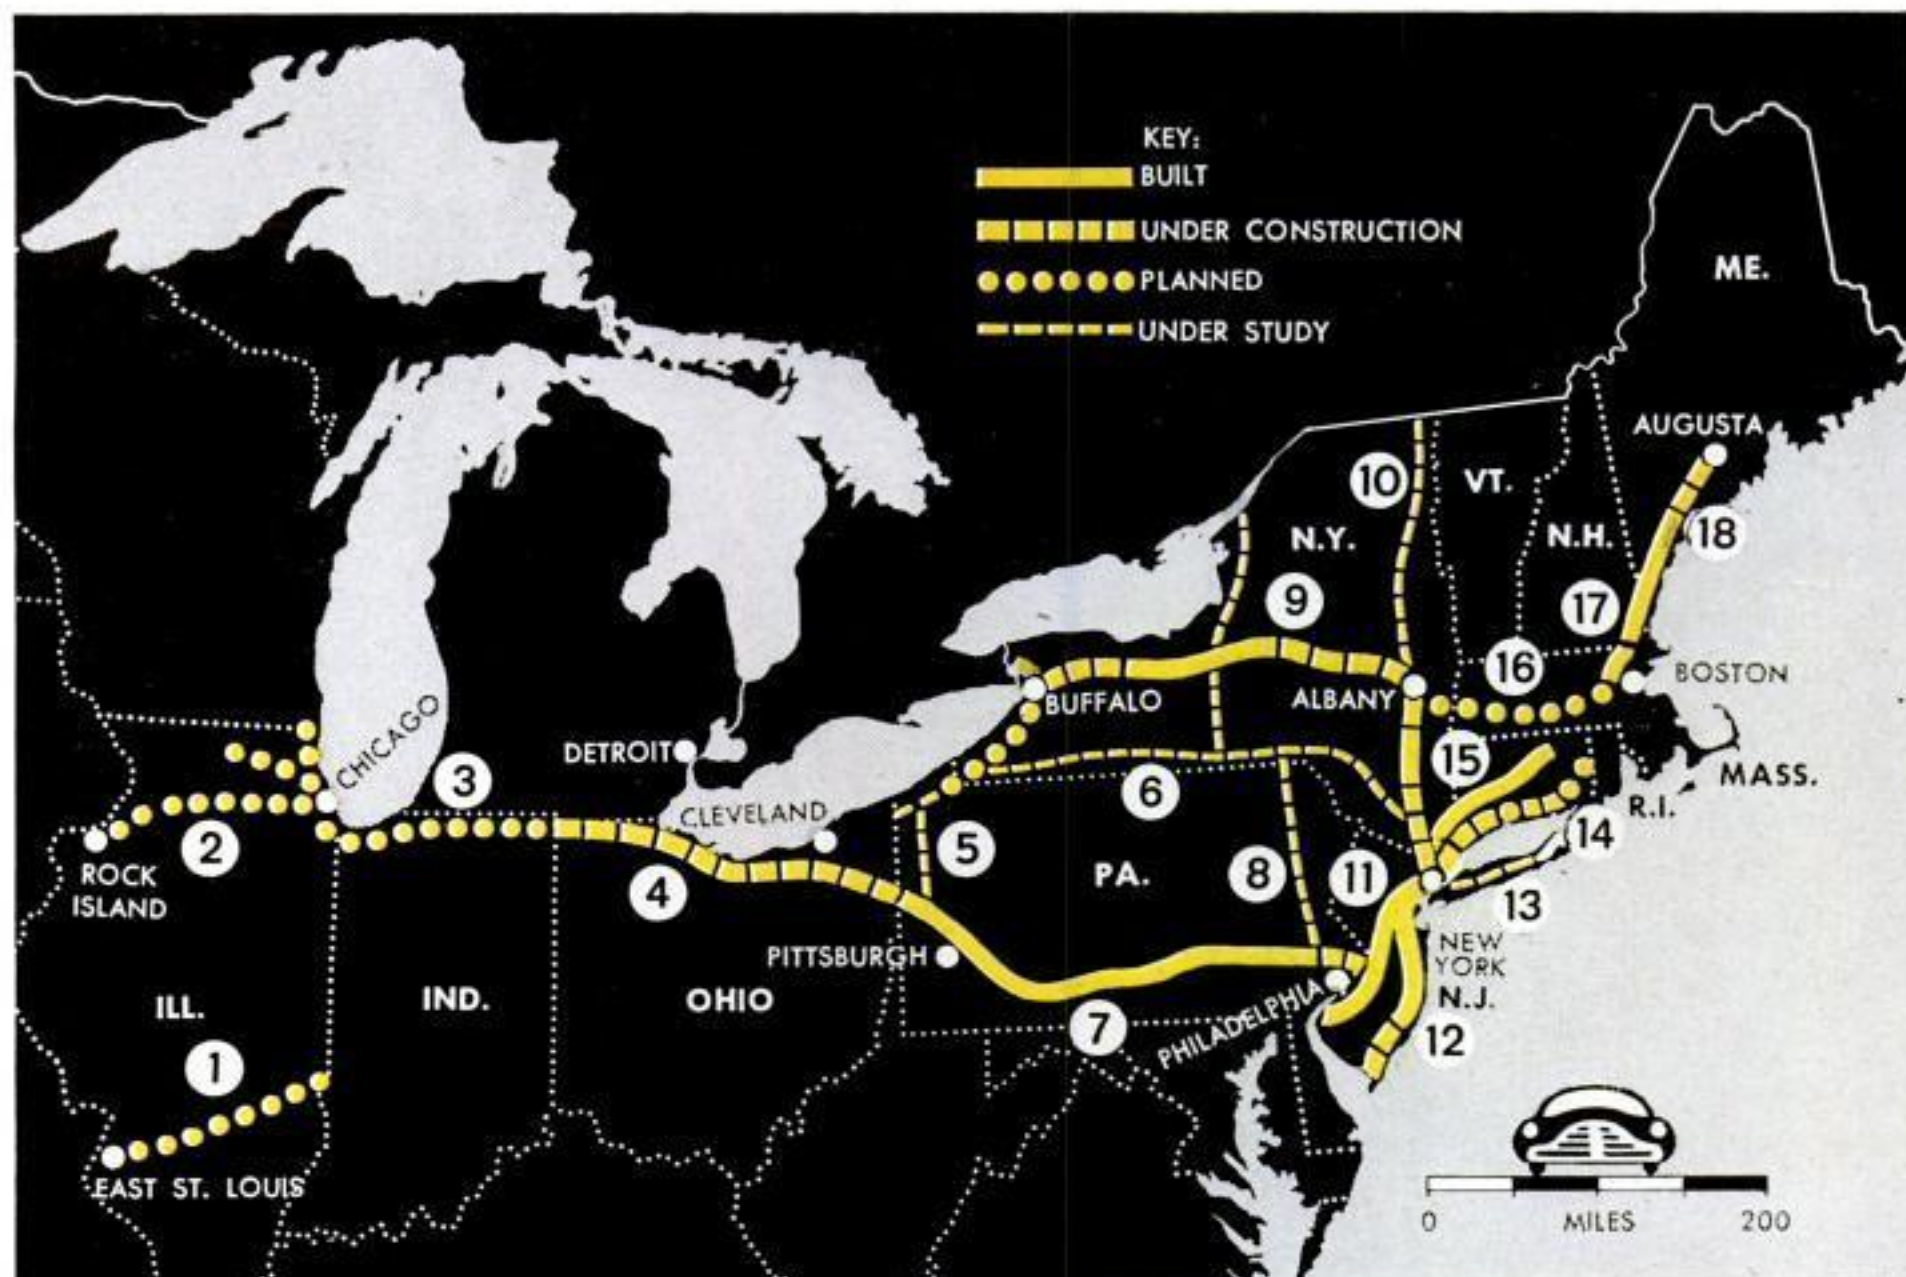 KEY:
BUILT
UNDER CONSTRUCTION
PLANNED
UNDER STUDY
ME.
AUGUSTA
10
VT.
18
N.Y.
N.H.
9
17
16
BOSTON
BUFFALO
ALBANY
CHICAGO
DETROIT
3
15
MASS.
6
CLEVELAND
R.I.
2
5
14
ROCK
ISLAND
4
PA.
8
11
13
PITTSBURGH
NEW
YORK
ILL.
IND.
OHIO
PHILADELPHIA
N.J.
7
12
1
EAST ST. LOUIS
0
MILES
200